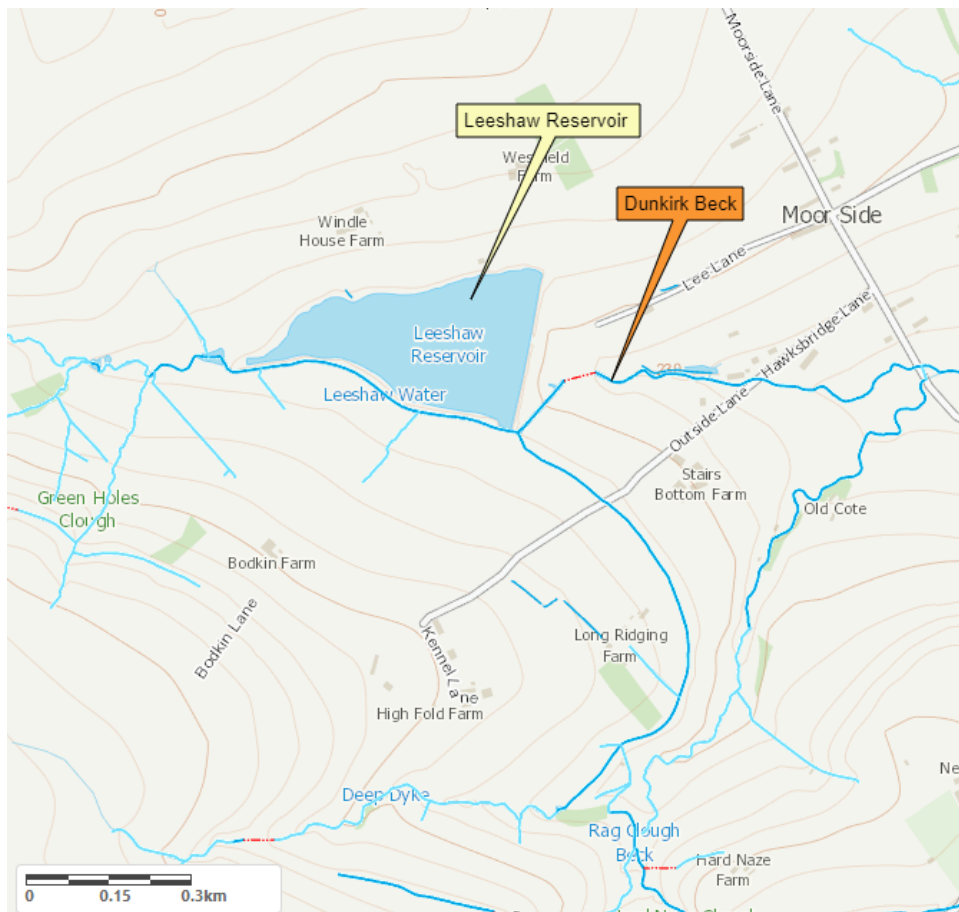 Moorside Lane
Leeshaw Reservoir
Westfield
Farm
Dunkirk Beck
Moor Side
Windle
House Farm
Lee Lane
Leeshaw
Reservoir
230
Hawksbridge Lane
Leeshaw Water
Outside Lane
Stairs
Bottom Farm
Green Holes
Clough
Old Cote
Bodkin Farm
Bodkin Lane
Long Ridging
Farm
Kennel Lane
High Fold Farm
Ne
Deep Dyke
Rag Clough
Beck
Hard Naze
Farm
0 0.15 0.3km